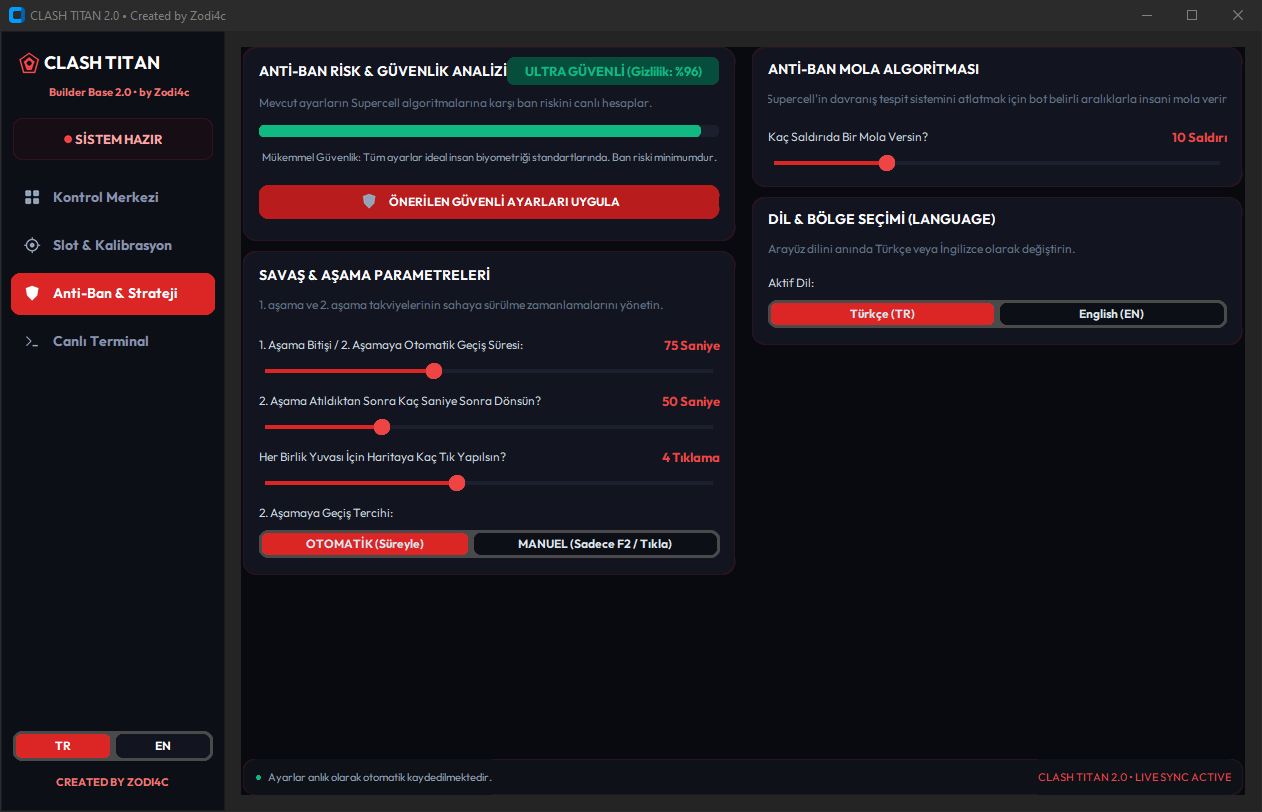 CLASH TITAN 2.0 • Created by Zodi4c
CLASH TITAN
Builder Base 2.0 • by Zodi4c
SİSTEM HAZIR
Kontrol Merkezi
Slot & Kalibrasyon
Anti-Ban & Strateji
Canlı Terminal
TR
EN
CREATED BY ZODI4C
ANTİ-BAN RİSK & GÜVENLİK ANALİZİ
ULTRA GÜVENLİ (Gizlilik: %96)
Mevcut ayarların Supercell algoritmalarına karşı ban riskini canlı hesaplar.
Mükemmel Güvenlik: Tüm ayarlar ideal insan biyometriği standartlarında. Ban riski minimumdur.
ÖNERİLEN GÜVENLİ AYARLARI UYGULA
SAVAŞ & AŞAMA PARAMETRELERİ
1. aşama ve 2. aşama takviyelerinin sahaya sürülme zamanlamalarını yönetin.
1. Aşama Bitişi / 2. Aşamaya Otomatik Geçiş Süresi:
75 Saniye
2. Aşama Atıldıktan Sonra Kaç Saniye Sonra Dönsün?
50 Saniye
Her Birlik Yuvası İçin Haritaya Kaç Tık Yapılsın?
4 Tıklama
2. Aşamaya Geçiş Tercihi:
OTOMATİK (Süreyle)
MANUEL (Sadece F2 / Tıkla)
ANTİ-BAN MOLA ALGORİTMASI
Supercell'in davranış tespit sistemini atlatmak için bot belirli aralıklarla insani mola verir
Kaç Saldırıda Bir Mola Versin?
10 Saldırı
DİL & BÖLGE SEÇİMİ (LANGUAGE)
Arayüz dilini anında Türkçe veya İngilizce olarak değiştirin.
Aktif Dil:
Türkçe (TR)
English (EN)
Ayarlar anlık olarak otomatik kaydedilmektedir.
CLASH TITAN 2.0 • LIVE SYNC ACTIVE